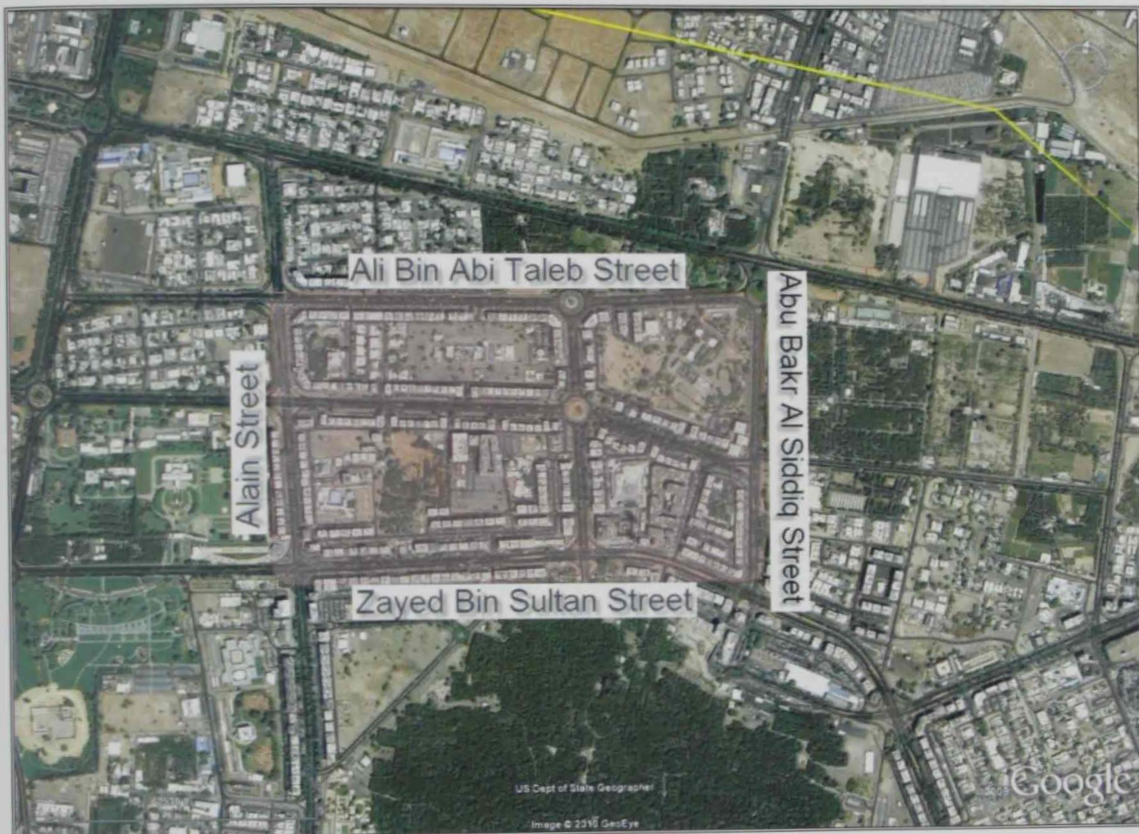 Ali Bin Abi Taleb Street
Abu Bakr Al Siddiq Street
Alain Street
Zayed Bin Sultan Street
US Dept of State Geographer
Image © 2010 GeoEye
Google